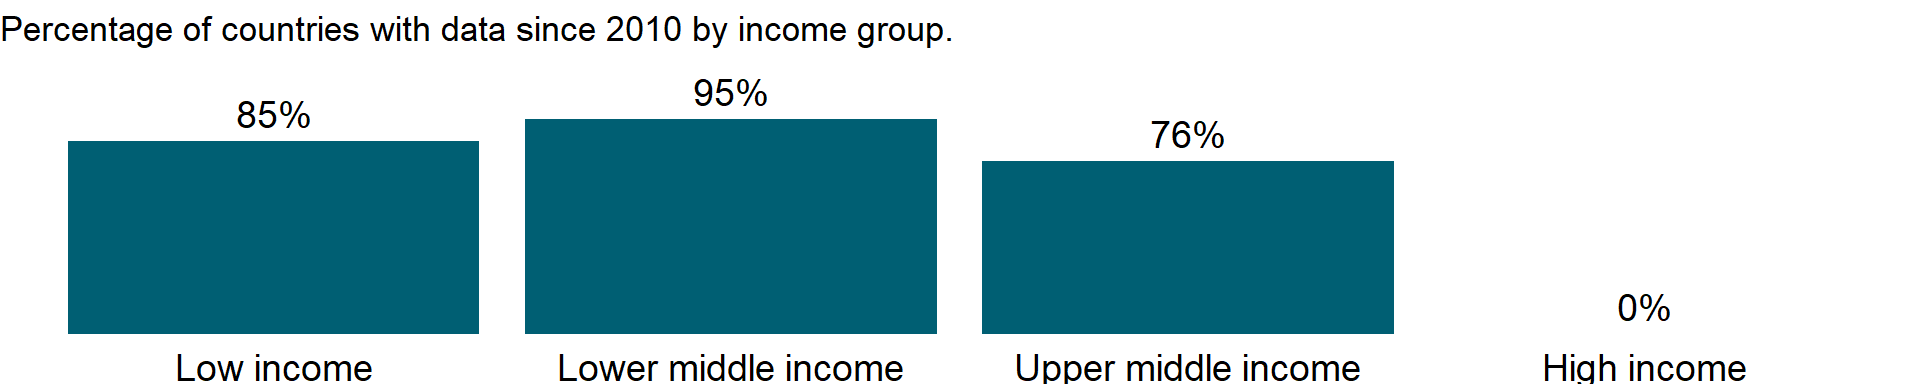 Percentage of countries with data since 2010 by income group.
85%
95%
76%
0%
Low income
Lower middle income
Upper middle income
High income